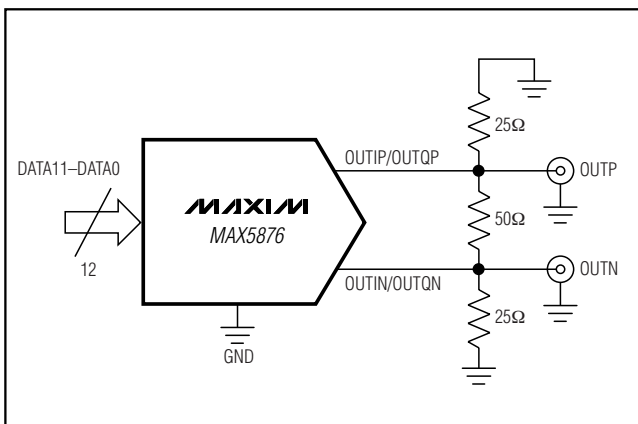 25Ω
DATA11–DATA0
OUTIP/OUTQP
OUTP
MAXIM
50Ω
MAX5876
12
OUTIN/OUTQN
OUTN
25Ω
GND